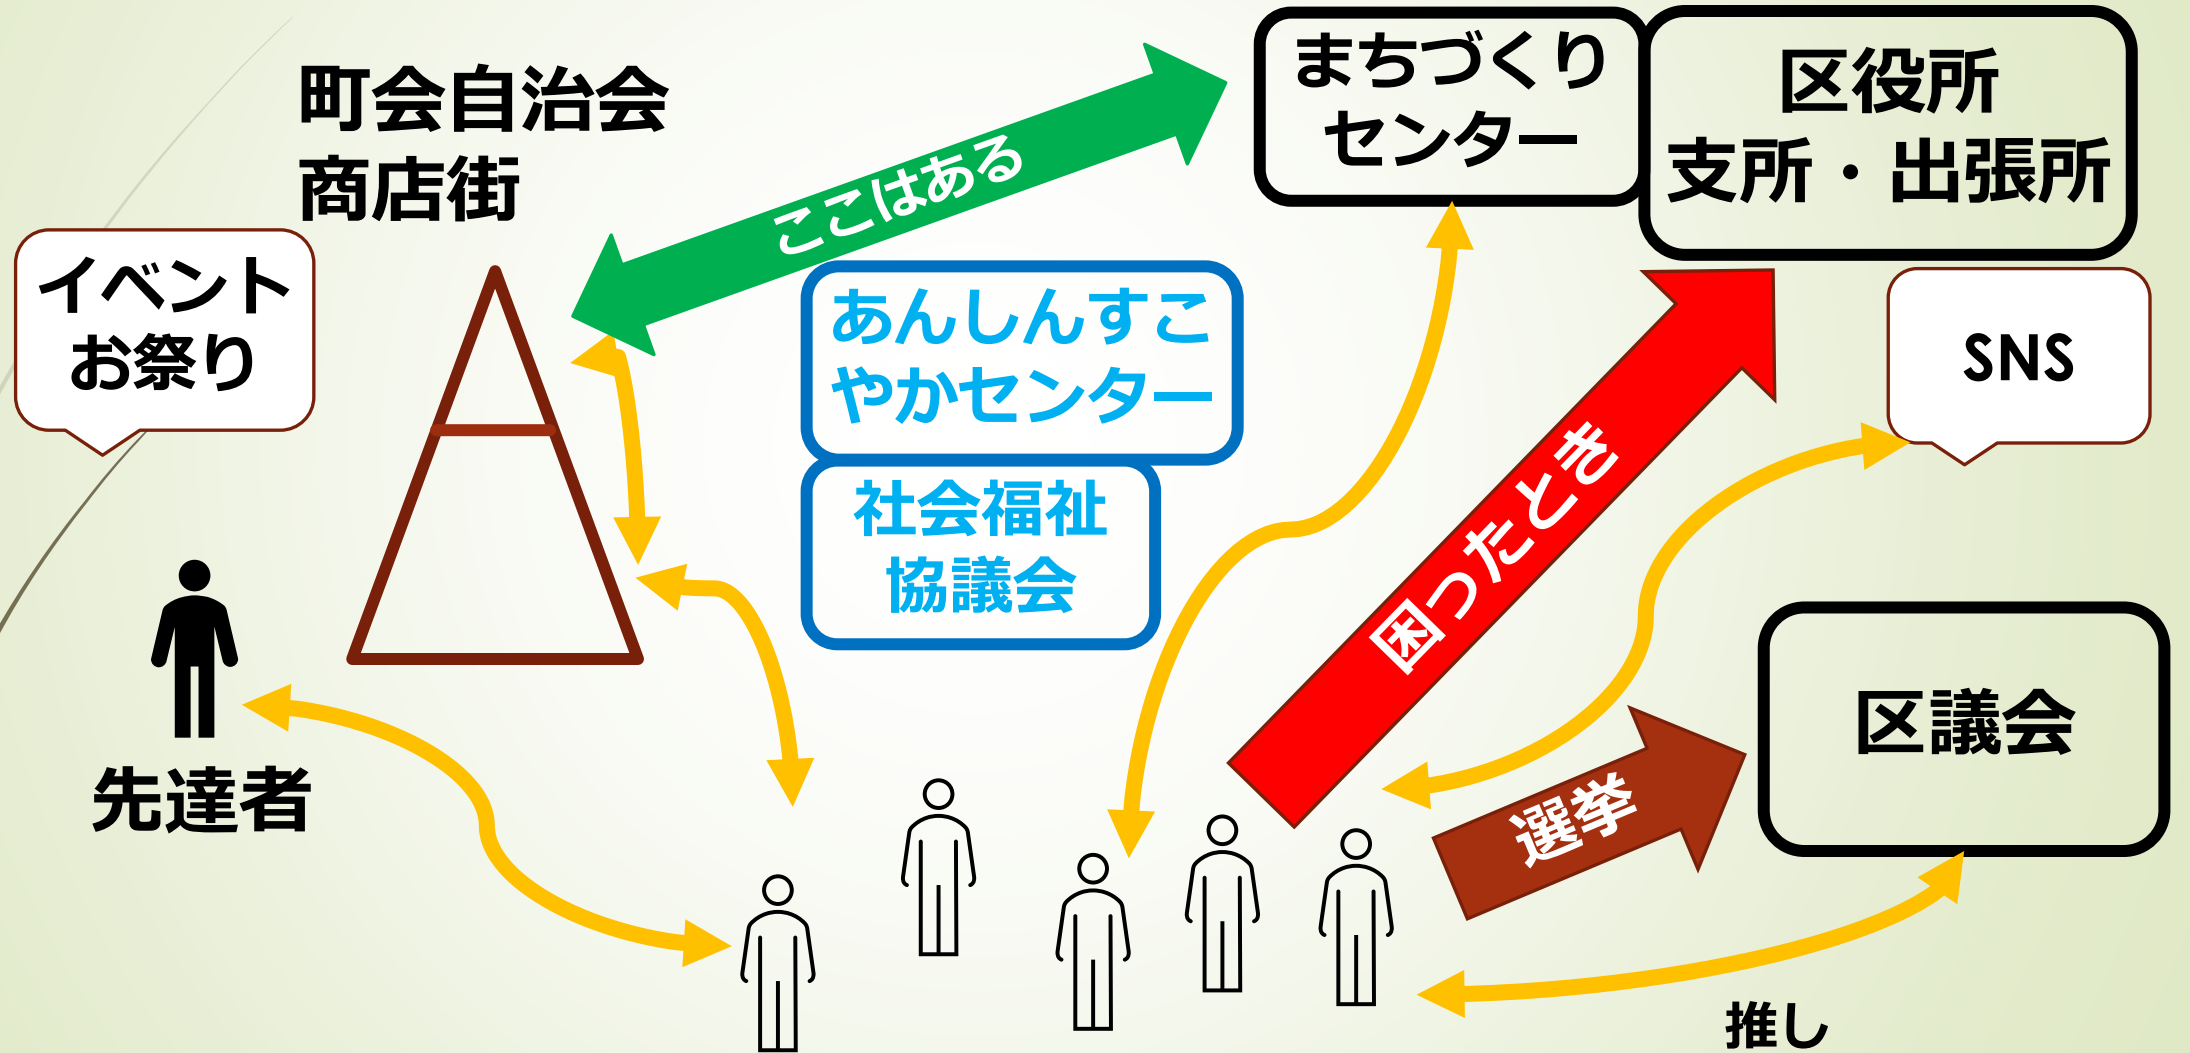 町会自治会
商店街
イベント
お祭り
ここはある
まちづくり
センター
区役所
支所・出張所
あんしんすこ
やかセンター
社会福祉
協議会
SNS
困ったとき
先達者
選挙
区議会
推し